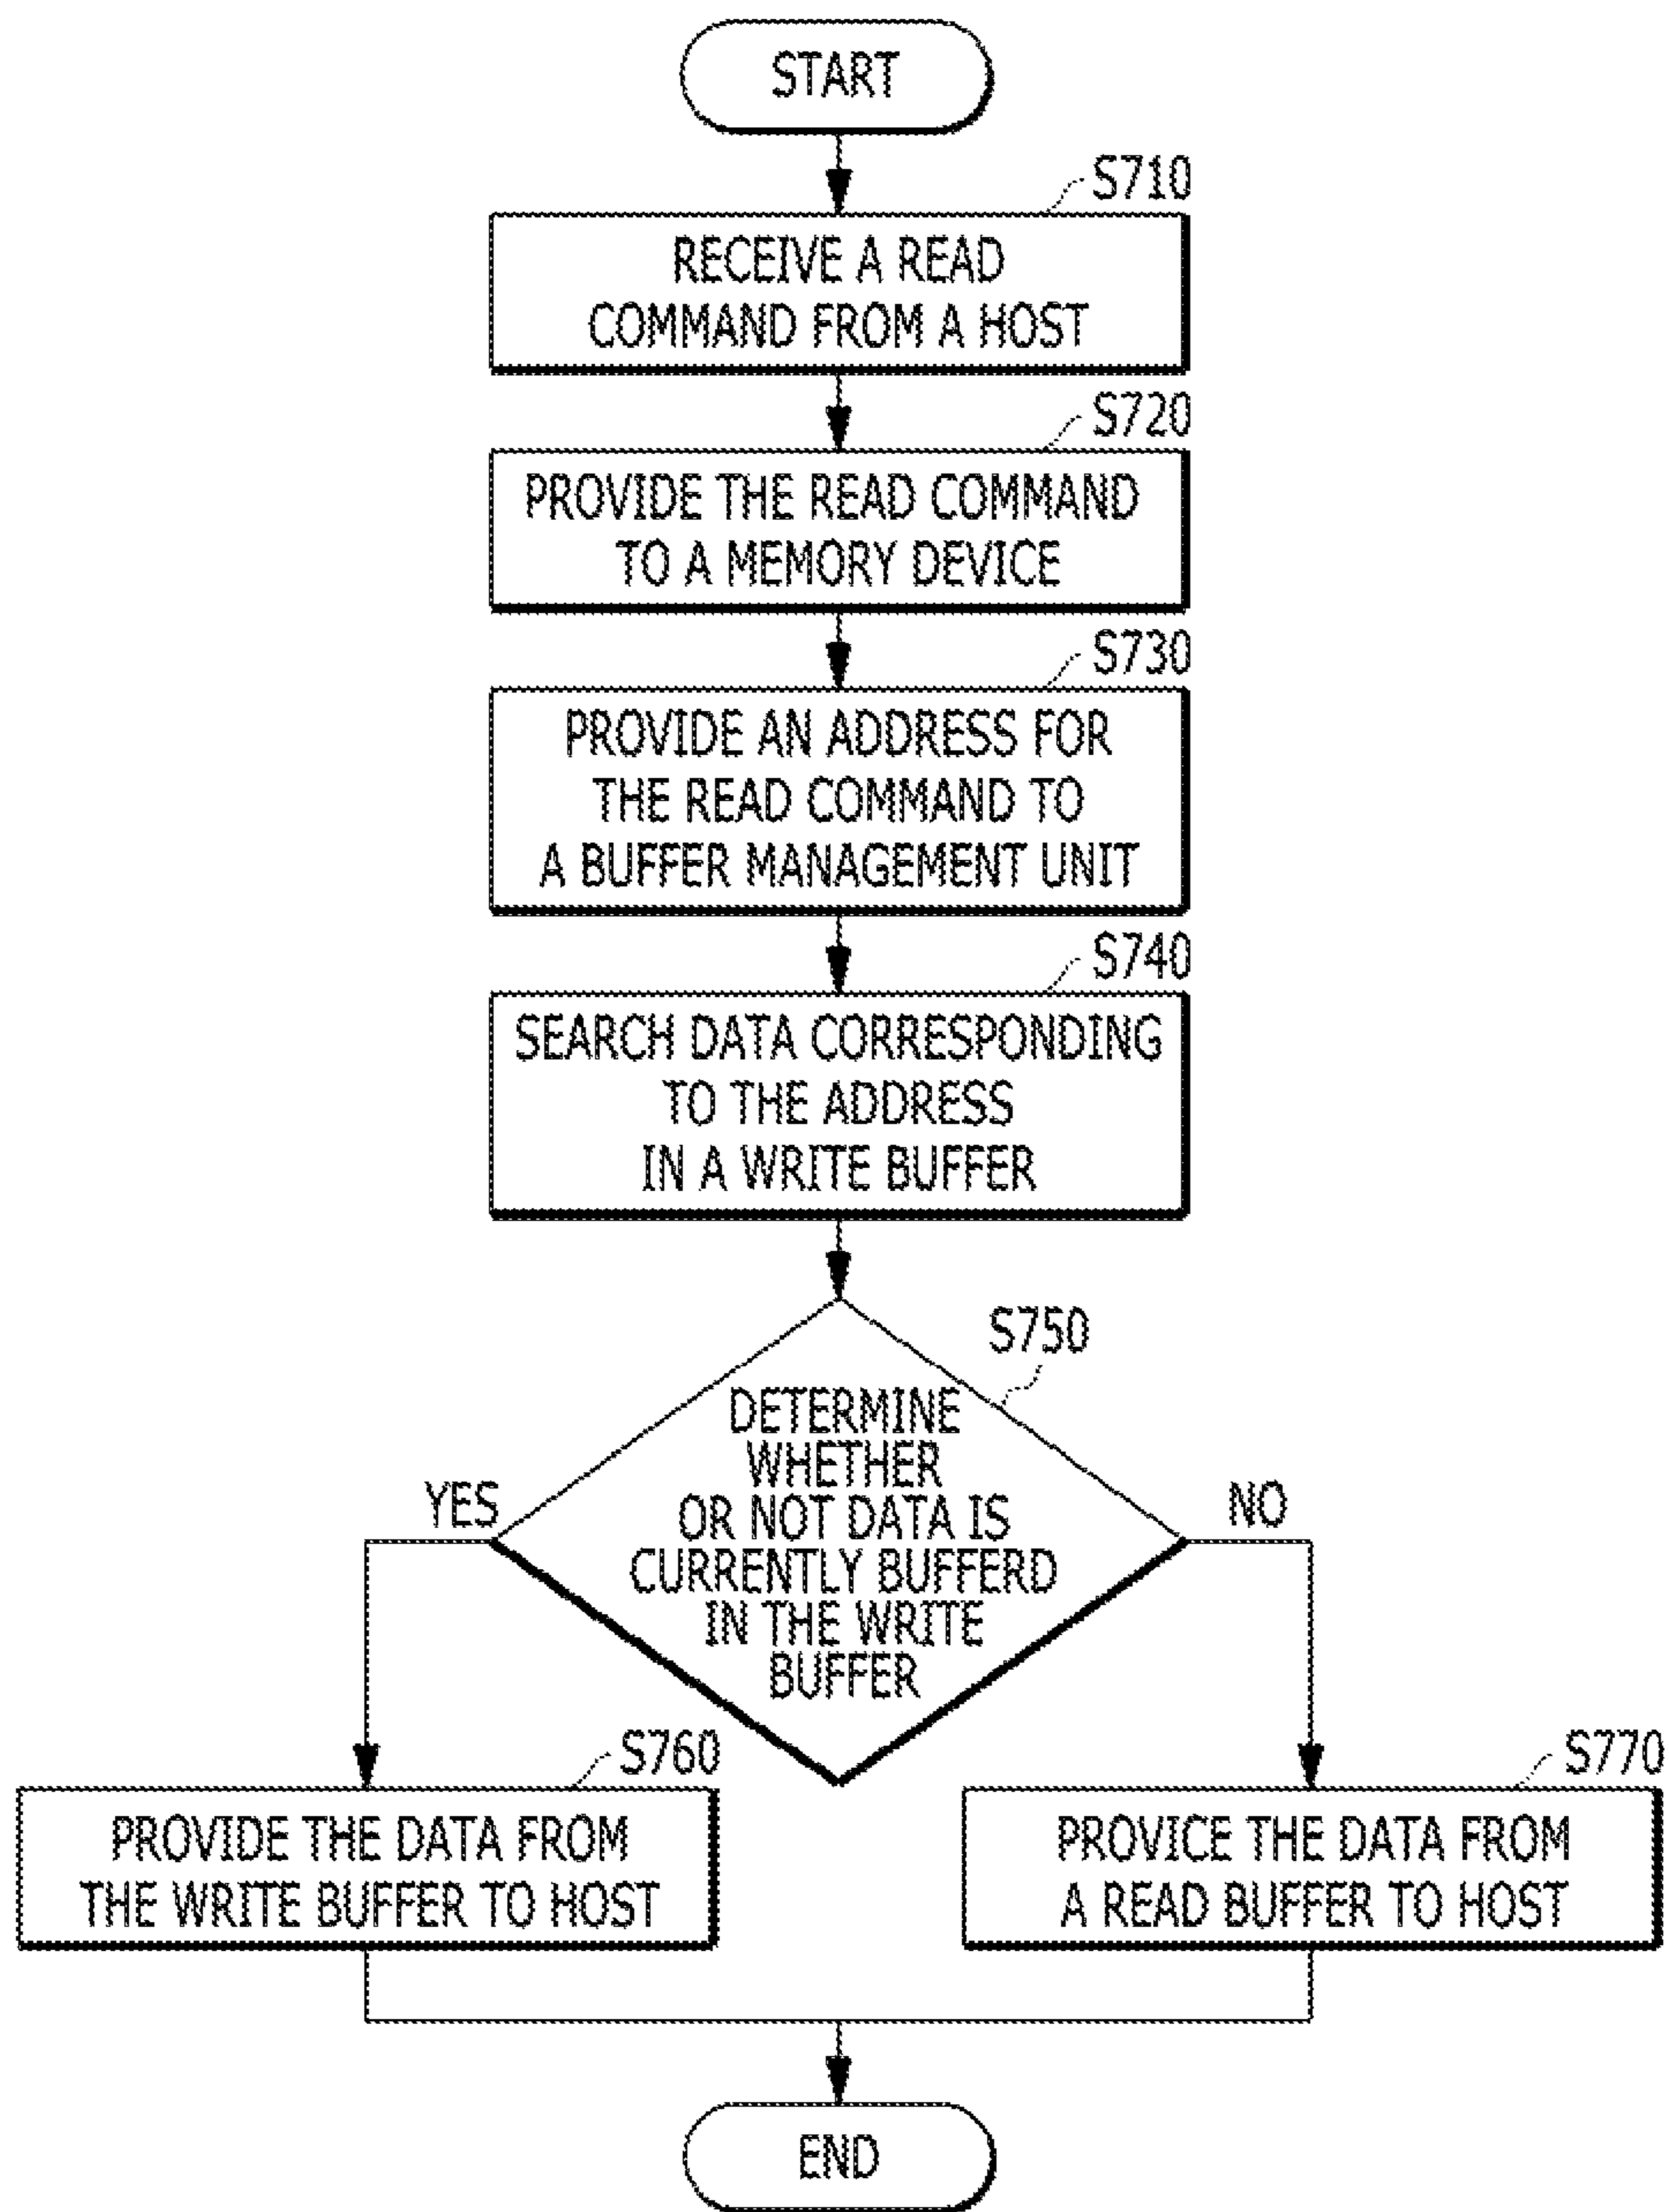 START
S710
RECEIVE A READ
COMMAND FROM A HOST
S720
PROVIDE THE READ COMMAND
TO A MEMORY DEVICE
S730
PROVIDE AN ADDRESS FOR
THE READ COMMAND TO
A BUFFER MANAGEMENT UNIT
S740
SEARCH DATA CORRESPONDING
TO THE ADDRESS
IN A WRITE BUFFER
S750
DETERMINE
WHETHER
OR NOT DATA IS
CURRENTLY BUFFERD
IN THE WRITE
BUFFER
YES
NO
S760
PROVIDE THE DATA FROM
THE WRITE BUFFER TO HOST
S770
PROVICE THE DATA FROM
A READ BUFFER TO HOST
END